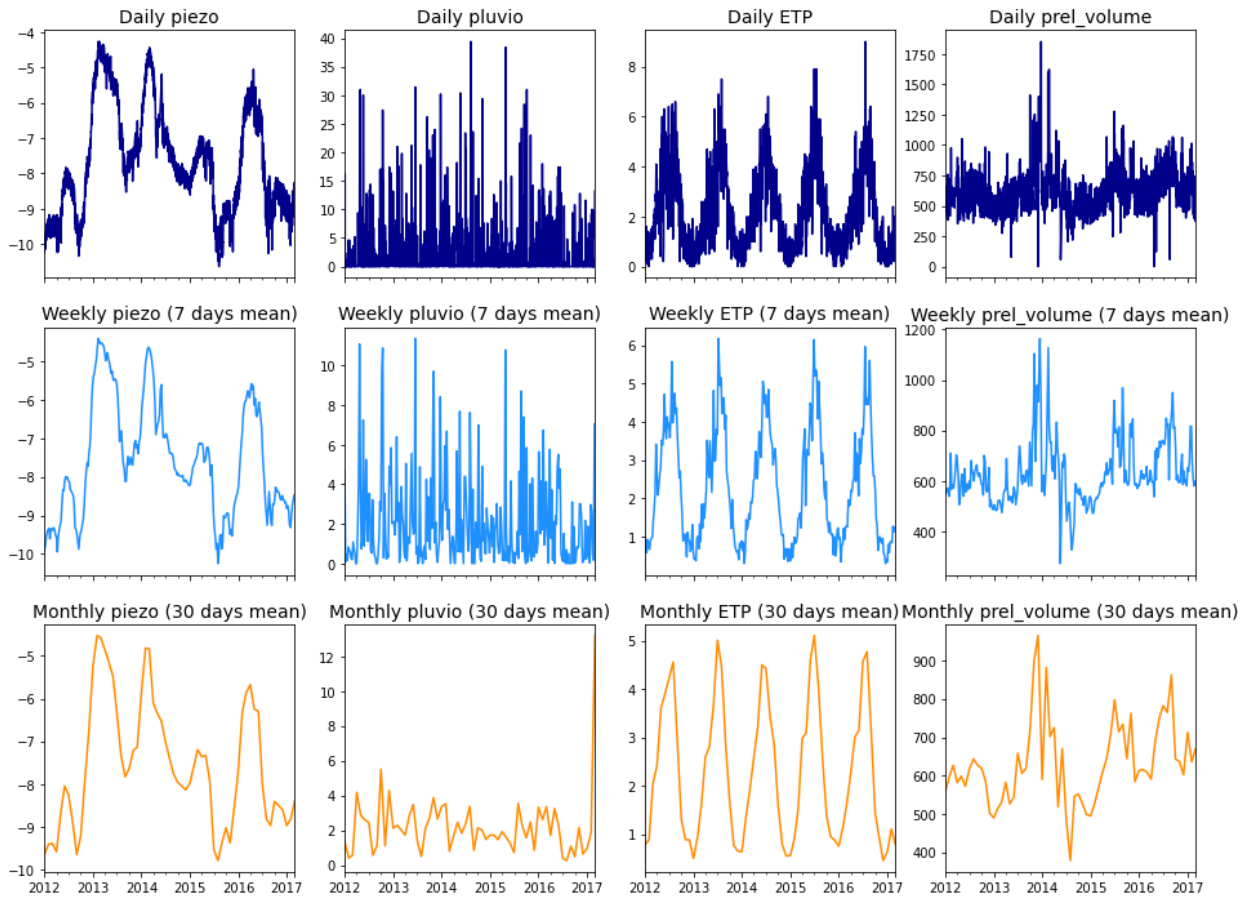 Daily piezo Daily pluvio Daily ETP Daily prel_volume
−4 −5 −6 −7 −8 −9 −10
40 35 30 25 20 15 10 5 0
8 6 4 2 0
1750 1500 1250 1000 750 500 250 0
Weekly piezo (7 days mean) Weekly pluvio (7 days mean) Weekly ETP (7 days mean) Weekly prel_volume (7 days mean)
−5 −6 −7 −8 −9 −10
10 8 6 4 2 0
6 5 4 3 2 1
1200 1000 800 600 400
Monthly piezo (30 days mean) Monthly pluvio (30 days mean) Monthly ETP (30 days mean) Monthly prel_volume (30 days mean)
−5 −6 −7 −8 −9 −10
12 10 8 6 4 2 0
5 4 3 2 1
900 800 700 600 500 400
2012 2013 2014 2015 2016 2017 2012 2013 2014 2015 2016 2017 2012 2013 2014 2015 2016 2017 2012 2013 2014 2015 2016 2017